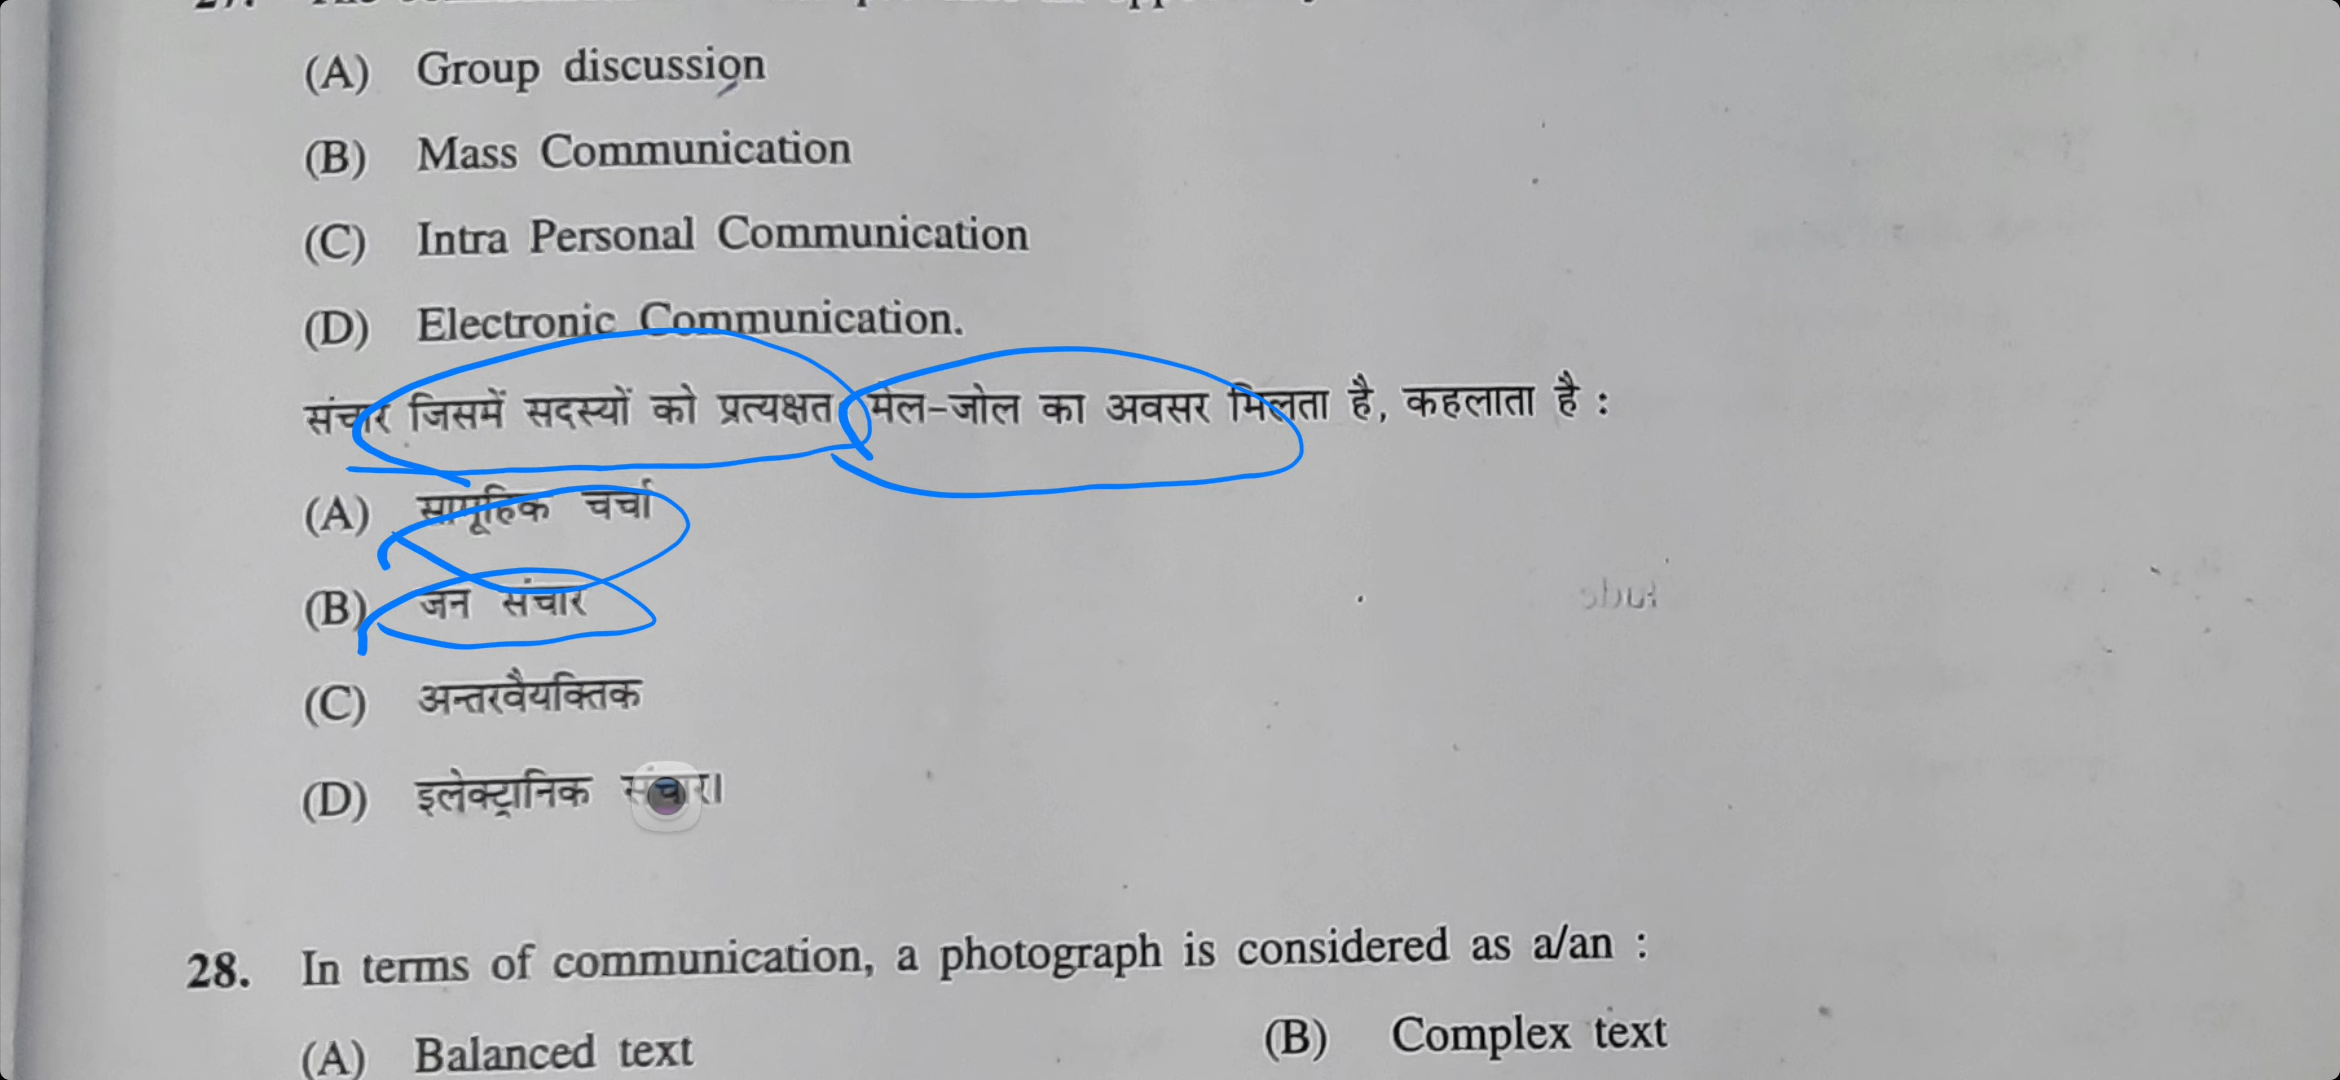 (A) Group discussion
(B) Mass Communication
(C) Intra Personal Communication
(D) Electronic Communication.
संचार जिसमें सदस्यों को प्रत्यक्षत मेल-जोल का अवसर मिलता है, कहलाता है :
(A) सामूहिक चर्चा
(B) जन संचार
(C) अन्तरवैयक्तिक
(D) इलेक्ट्रानिक संचार।
28. In terms of communication, a photograph is considered as a/an :
(A) Balanced text (B) Complex text